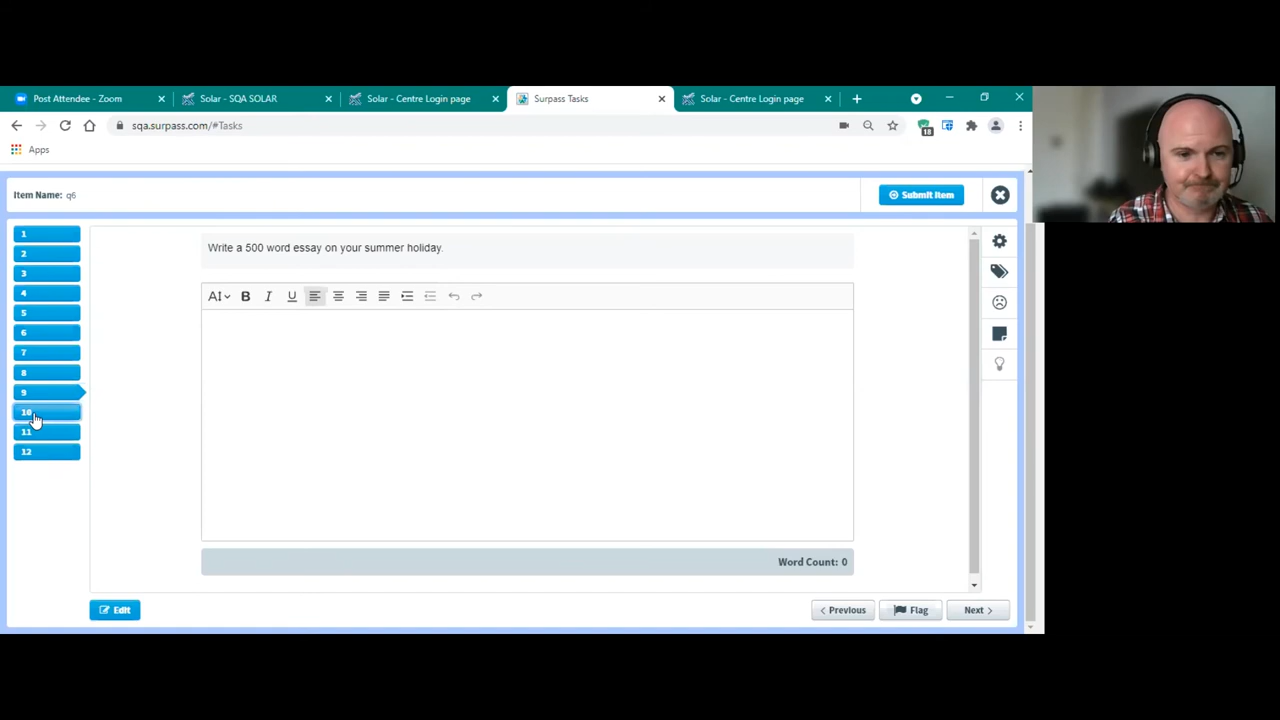 Post Attendee - Zoom
Solar - SQA SOLAR
Solar - Centre Login page
Surpass Tasks
Solar - Centre Login page
sqa.surpass.com/#Tasks
18
Apps
Item Name: q6
Submit Item
1
2
3
4
5
6
7
8
9
10
11
12
Write a 500 word essay on your summer holiday.
AI B I U
Word Count: 0
Edit
Previous
Flag
Next